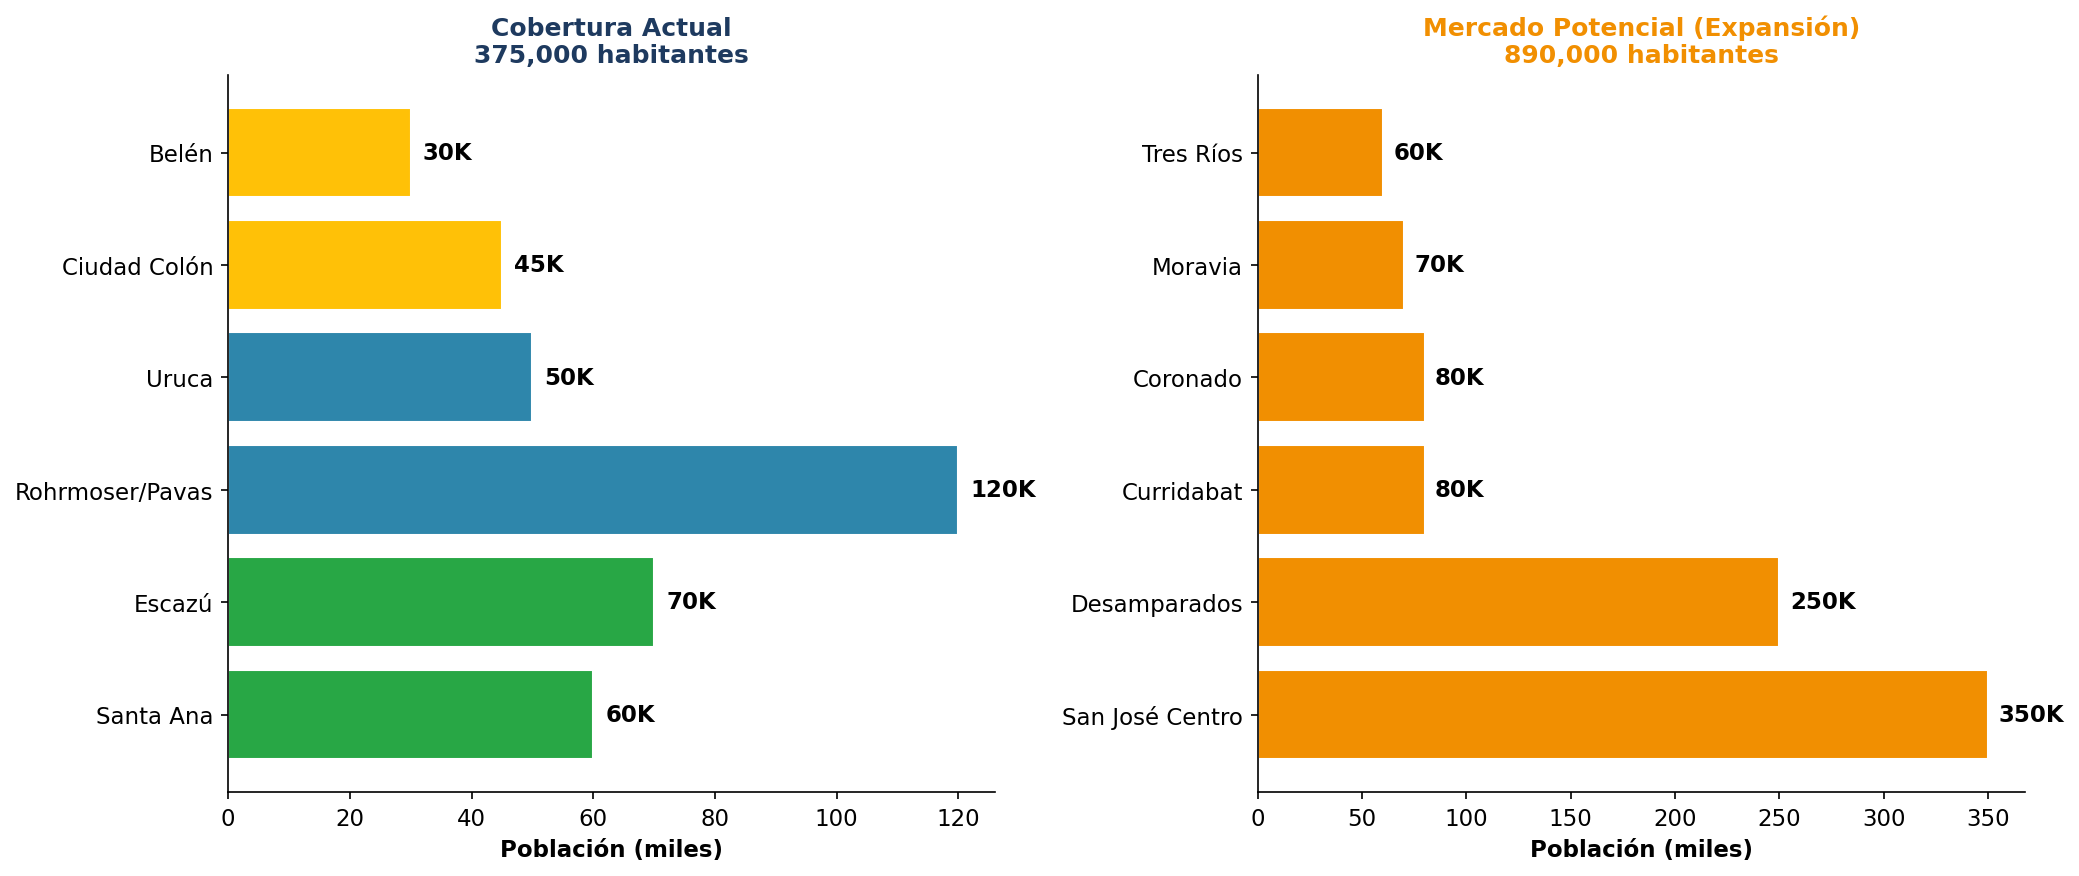 Cobertura Actual
375,000 habitantes
Belén
30K
Ciudad Colón
45K
Uruca
50K
Rohrmoser/Pavas
120K
Escazú
70K
Santa Ana
60K
0 20 40 60 80 100 120
Población (miles)
Mercado Potencial (Expansión)
890,000 habitantes
Tres Ríos
60K
Moravia
70K
Coronado
80K
Curridabat
80K
Desamparados
250K
San José Centro
350K
0 50 100 150 200 250 300 350
Población (miles)